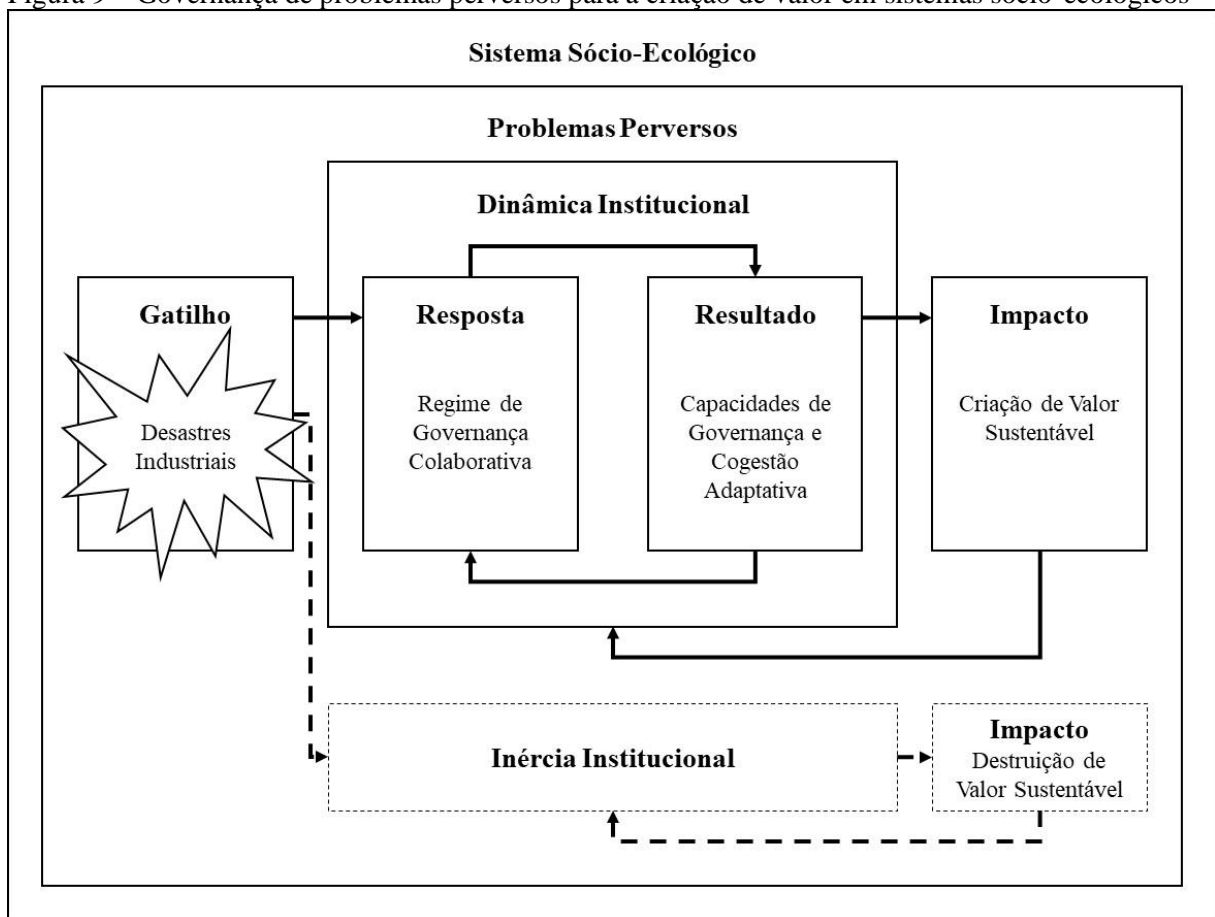 Figura 9 – Governança de problemas perversos para a criação de valor em sistemas sócio-ecológicos
Sistema Sócio-Ecológico
Problemas Perversos
Dinâmica Institucional
Gatilho
Desastres
Industriais
Resposta
Regime de
Governança
Colaborativa
Resultado
Capacidades de
Governança e
Cogestão
Adaptativa
Impacto
Criação de Valor
Sustentável
Inércia Institucional
Impacto
Destruição de
Valor Sustentável